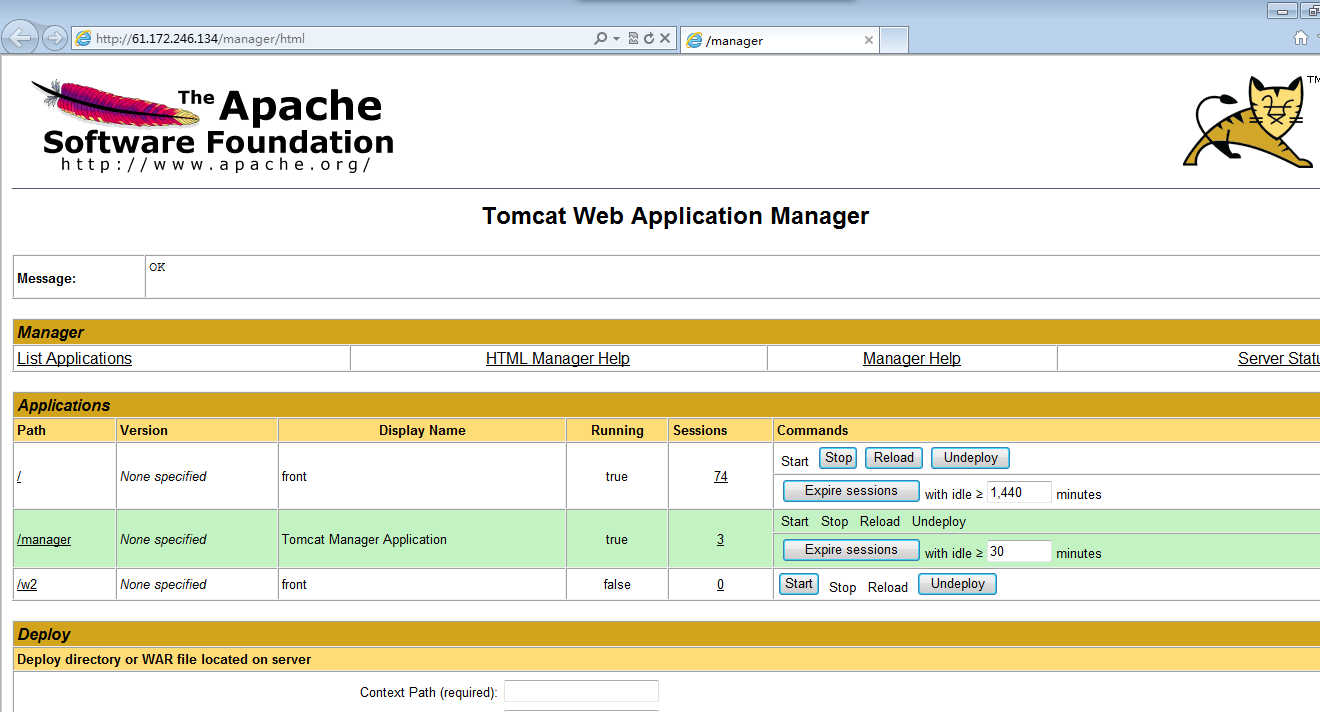 http://61.172.246.134/manager/html
/manager
The Apache
Software Foundation
http://www.apache.org/
TM
Tomcat Web Application Manager
Message:
OK
Manager
List Applications
HTML Manager Help
Manager Help
Server Statu
Applications
Path Version Display Name Running Sessions Commands
/ None specified front true 74
Start Stop Reload Undeploy
Expire sessions with idle ≥ 1,440 minutes
/manager None specified Tomcat Manager Application true 3
Start Stop Reload Undeploy
Expire sessions with idle ≥ 30 minutes
/w2 None specified front false 0 Start Stop Reload Undeploy
Deploy
Deploy directory or WAR file located on server
Context Path (required):